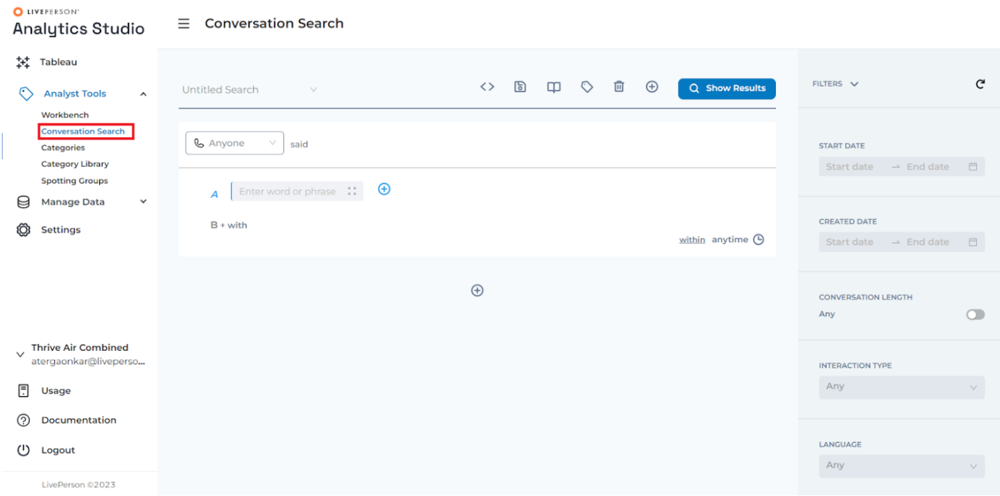 LIVEPERSON
Analytics Studio
Tableau
Analyst Tools
Workbench
Conversation Search
Categories
Category Library
Spotting Groups
Manage Data
Settings
Thrive Air Combined
atergaonkar@liveperso...
Usage
Documentation
Logout
LivePerson ©2023
Conversation Search
Untitled Search
Show Results
Anyone said
A Enter word or phrase
B + with
within anytime
FILTERS
START DATE
Start date → End date
CREATED DATE
Start date → End date
CONVERSATION LENGTH
Any
INTERACTION TYPE
Any
LANGUAGE
Any